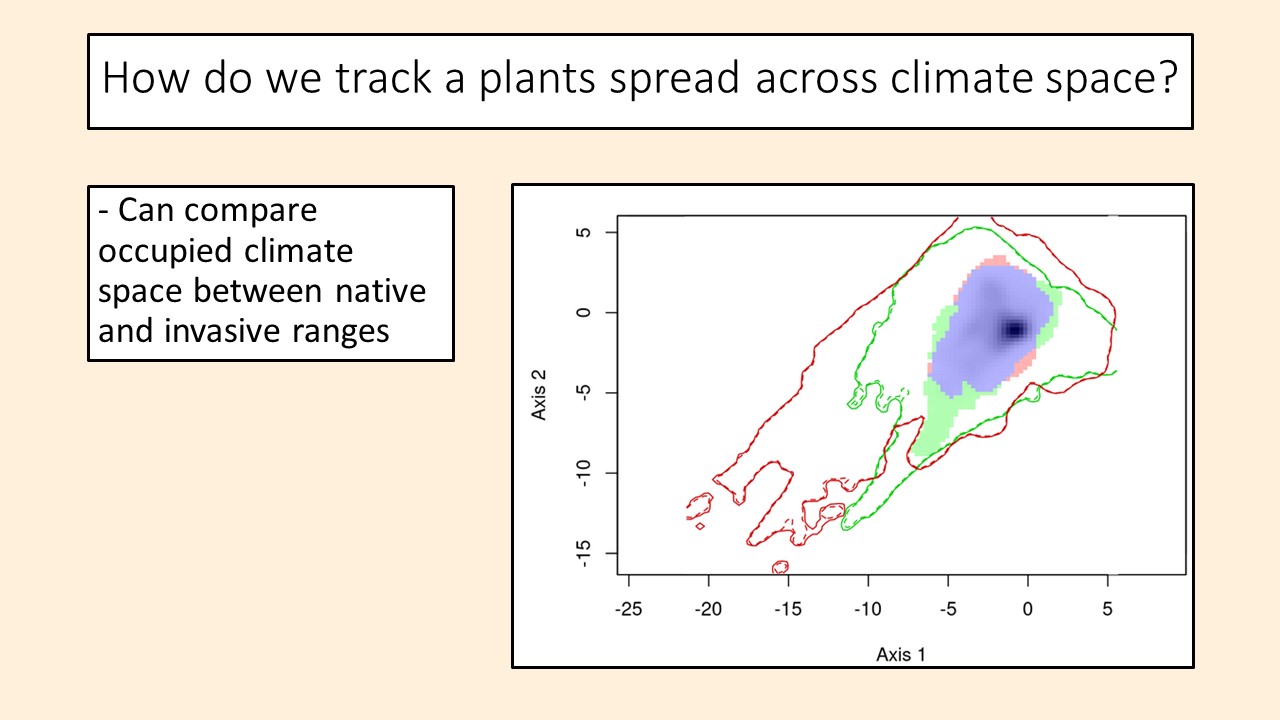 How do we track a plants spread across climate space?
- Can compare
occupied climate
space between native
and invasive ranges
5
0
-5
-10
-15
Axis 2
-25 -20 -15 -10 -5 0 5
Axis 1